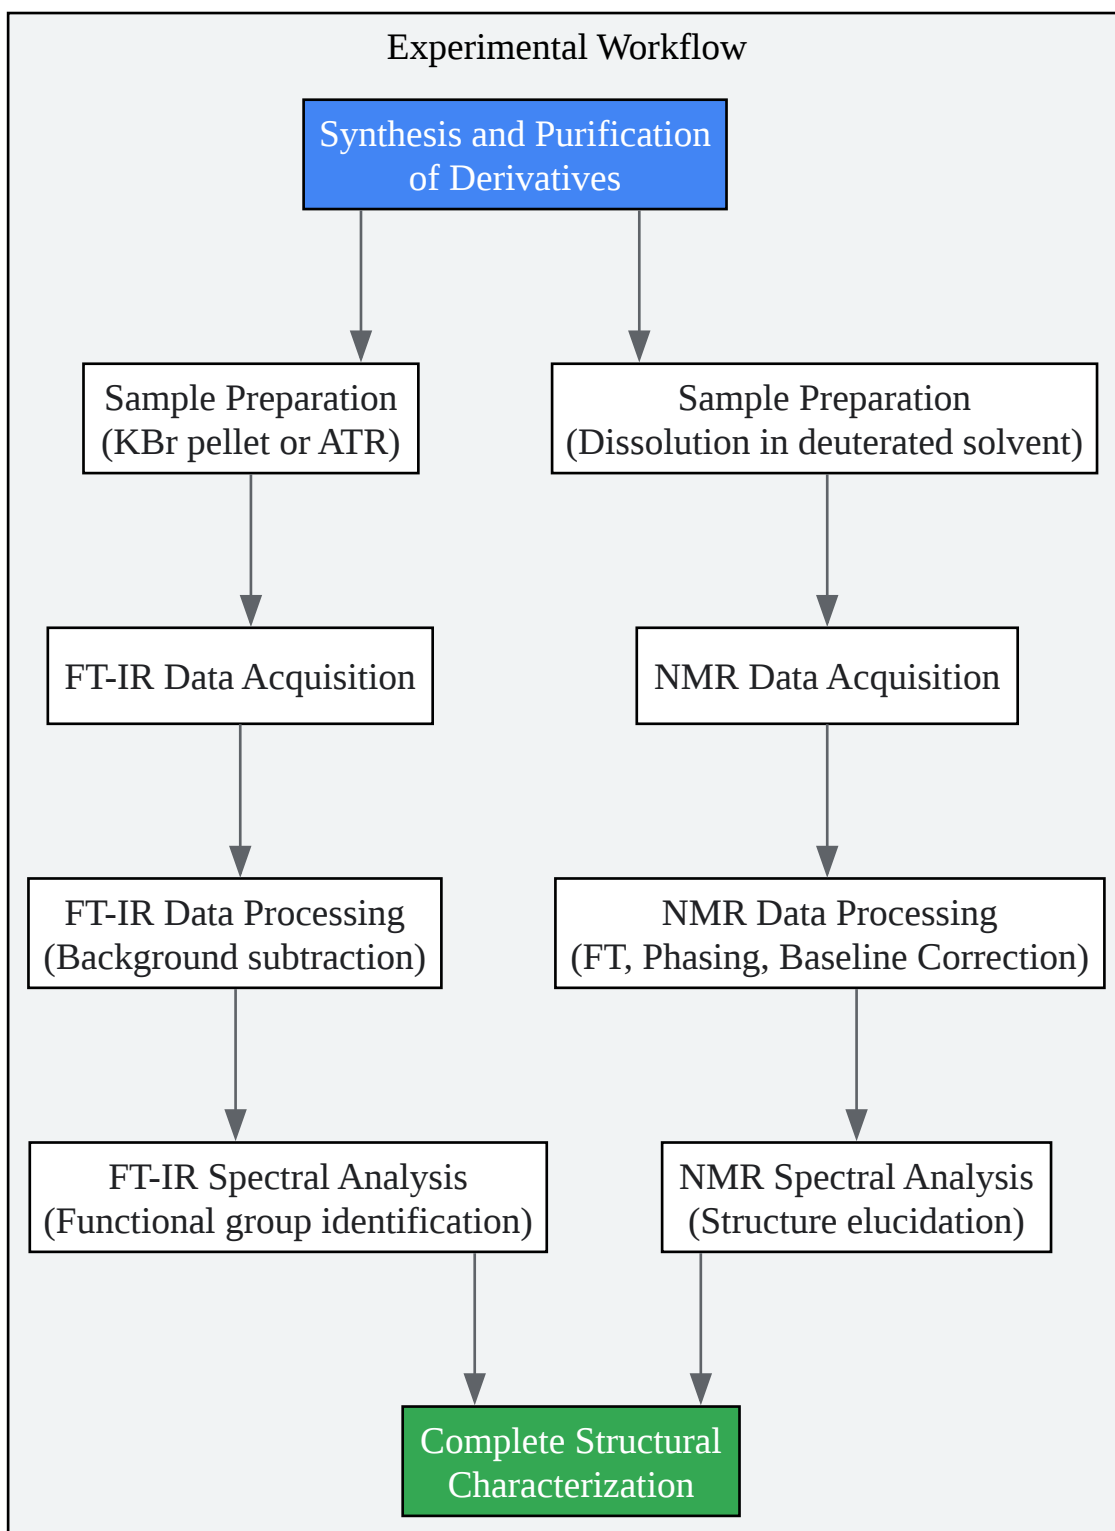 Experimental Workflow
Synthesis and Purification
of Derivatives
Sample Preparation
(KBr pellet or ATR)
Sample Preparation
(Dissolution in deuterated solvent)
FT-IR Data Acquisition
NMR Data Acquisition
FT-IR Data Processing
(Background subtraction)
NMR Data Processing
(FT, Phasing, Baseline Correction)
FT-IR Spectral Analysis
(Functional group identification)
NMR Spectral Analysis
(Structure elucidation)
Complete Structural
Characterization